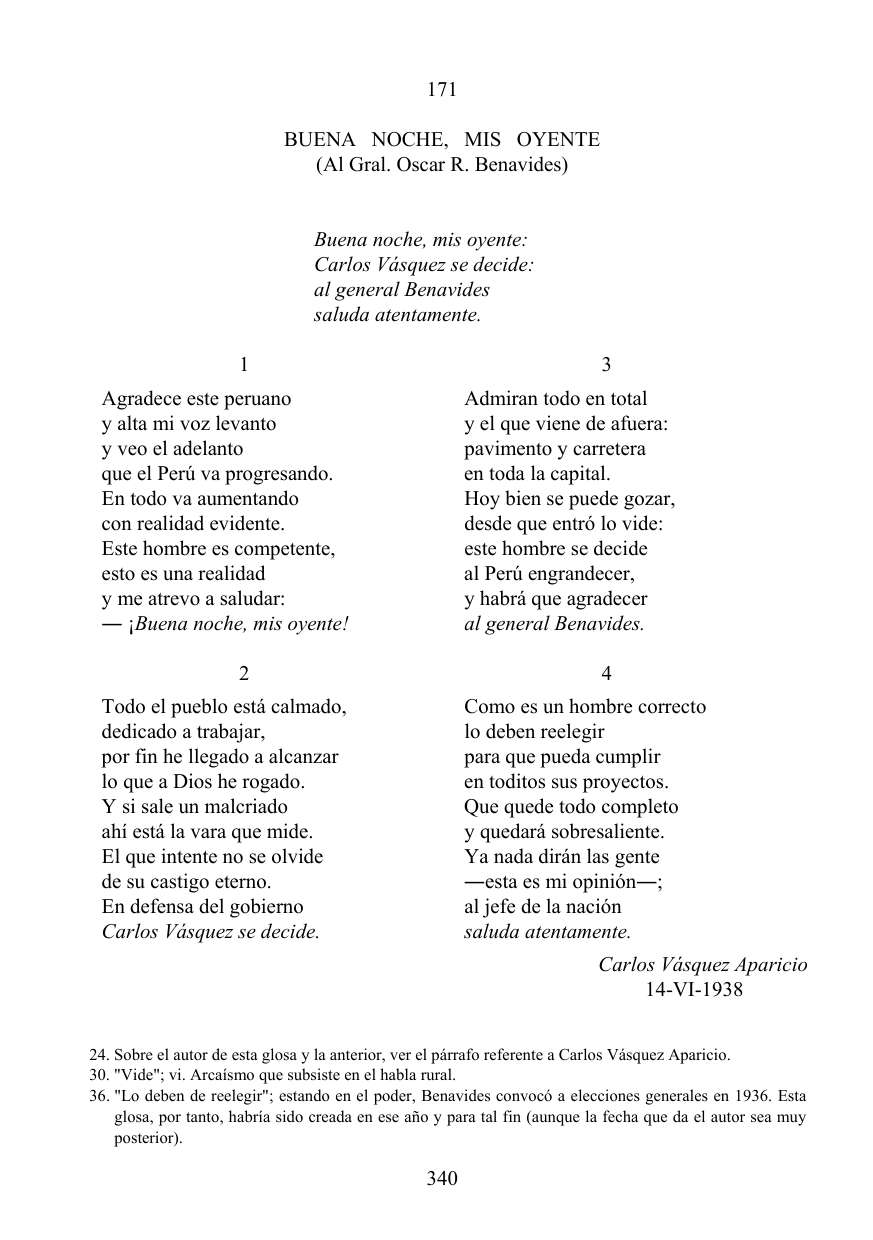 171
BUENA NOCHE, MIS OYENTE
(Al Gral. Oscar R. Benavides)
Buena noche, mis oyente:
Carlos Vásquez se decide:
al general Benavides
saluda atentamente.
1
Agradece este peruano
y alta mi voz levanto
y veo el adelanto
que el Perú va progresando.
En todo va aumentando
con realidad evidente.
Este hombre es competente,
esto es una realidad
y me atrevo a saludar:
— ¡Buena noche, mis oyente!
2
Todo el pueblo está calmado,
dedicado a trabajar,
por fin he llegado a alcanzar
lo que a Dios he rogado.
Y si sale un malcriado
ahí está la vara que mide.
El que intente no se olvide
de su castigo eterno.
En defensa del gobierno
Carlos Vásquez se decide.
3
Admiran todo en total
y el que viene de afuera:
pavimento y carretera
en toda la capital.
Hoy bien se puede gozar,
desde que entró lo vide:
este hombre se decide
al Perú engrandecer,
y habrá que agradecer
al general Benavides.
4
Como es un hombre correcto
lo deben reelegir
para que pueda cumplir
en toditos sus proyectos.
Que quede todo completo
y quedará sobresaliente.
Ya nada dirán las gente
—esta es mi opinión—;
al jefe de la nación
saluda atentamente.
Carlos Vásquez Aparicio
14-VI-1938
24. Sobre el autor de esta glosa y la anterior, ver el párrafo referente a Carlos Vásquez Aparicio.
30. "Vide"; vi. Arcaísmo que subsiste en el habla rural.
36. "Lo deben de reelegir"; estando en el poder, Benavides convocó a elecciones generales en 1936. Esta
glosa, por tanto, habría sido creada en ese año y para tal fin (aunque la fecha que da el autor sea muy
posterior).
340